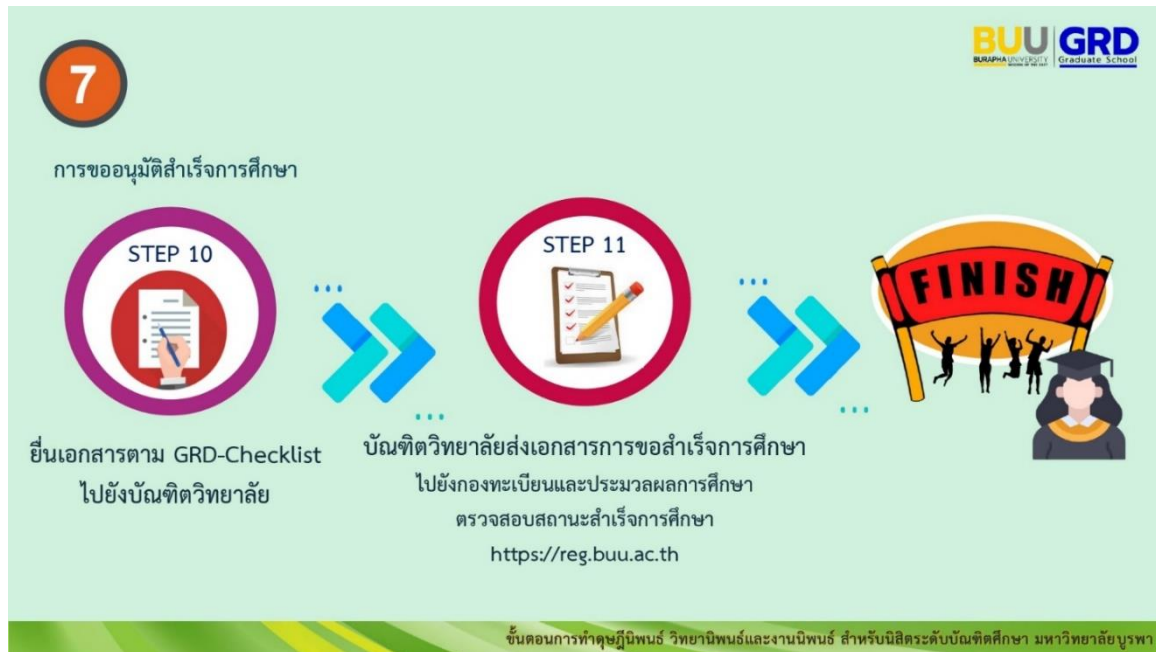 BUU GRD
BURAPHA UNIVERSITY Graduate School
7
การขออนุมัติสำเร็จการศึกษา
STEP 10
ยื่นเอกสารตาม GRD-Checklist
ไปยังบัณฑิตวิทยาลัย
STEP 11
บัณฑิตวิทยาลัยส่งเอกสารการขอสำเร็จการศึกษา
ไปยังกองทะเบียนและประมวลผลการศึกษา
ตรวจสอบสถานะสำเร็จการศึกษา
https://reg.buu.ac.th
FINISH
ขั้นตอนการทำดุษฎีนิพนธ์ วิทยานิพนธ์และงานนิพนธ์ สำหรับนิสิตระดับบัณฑิตศึกษา มหาวิทยาลัยบูรพา